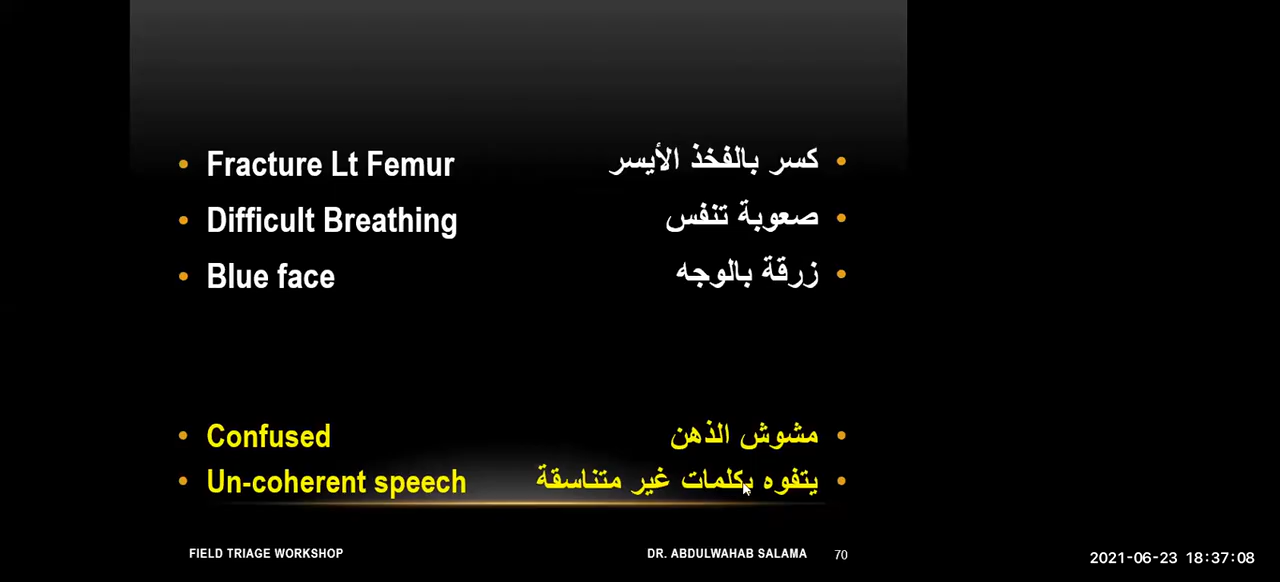 Fracture Lt Femur
كسر بالفخذ الأيسر
Difficult Breathing
صعوبة تنفس
Blue face
زرقة بالوجه
Confused
مشوش الذهن
Un-coherent speech
يتفوه بكلمات غير متناسقة
FIELD TRIAGE WORKSHOP
DR. ABDULWAHAB SALAMA
70
2021-06-23 18:37:08